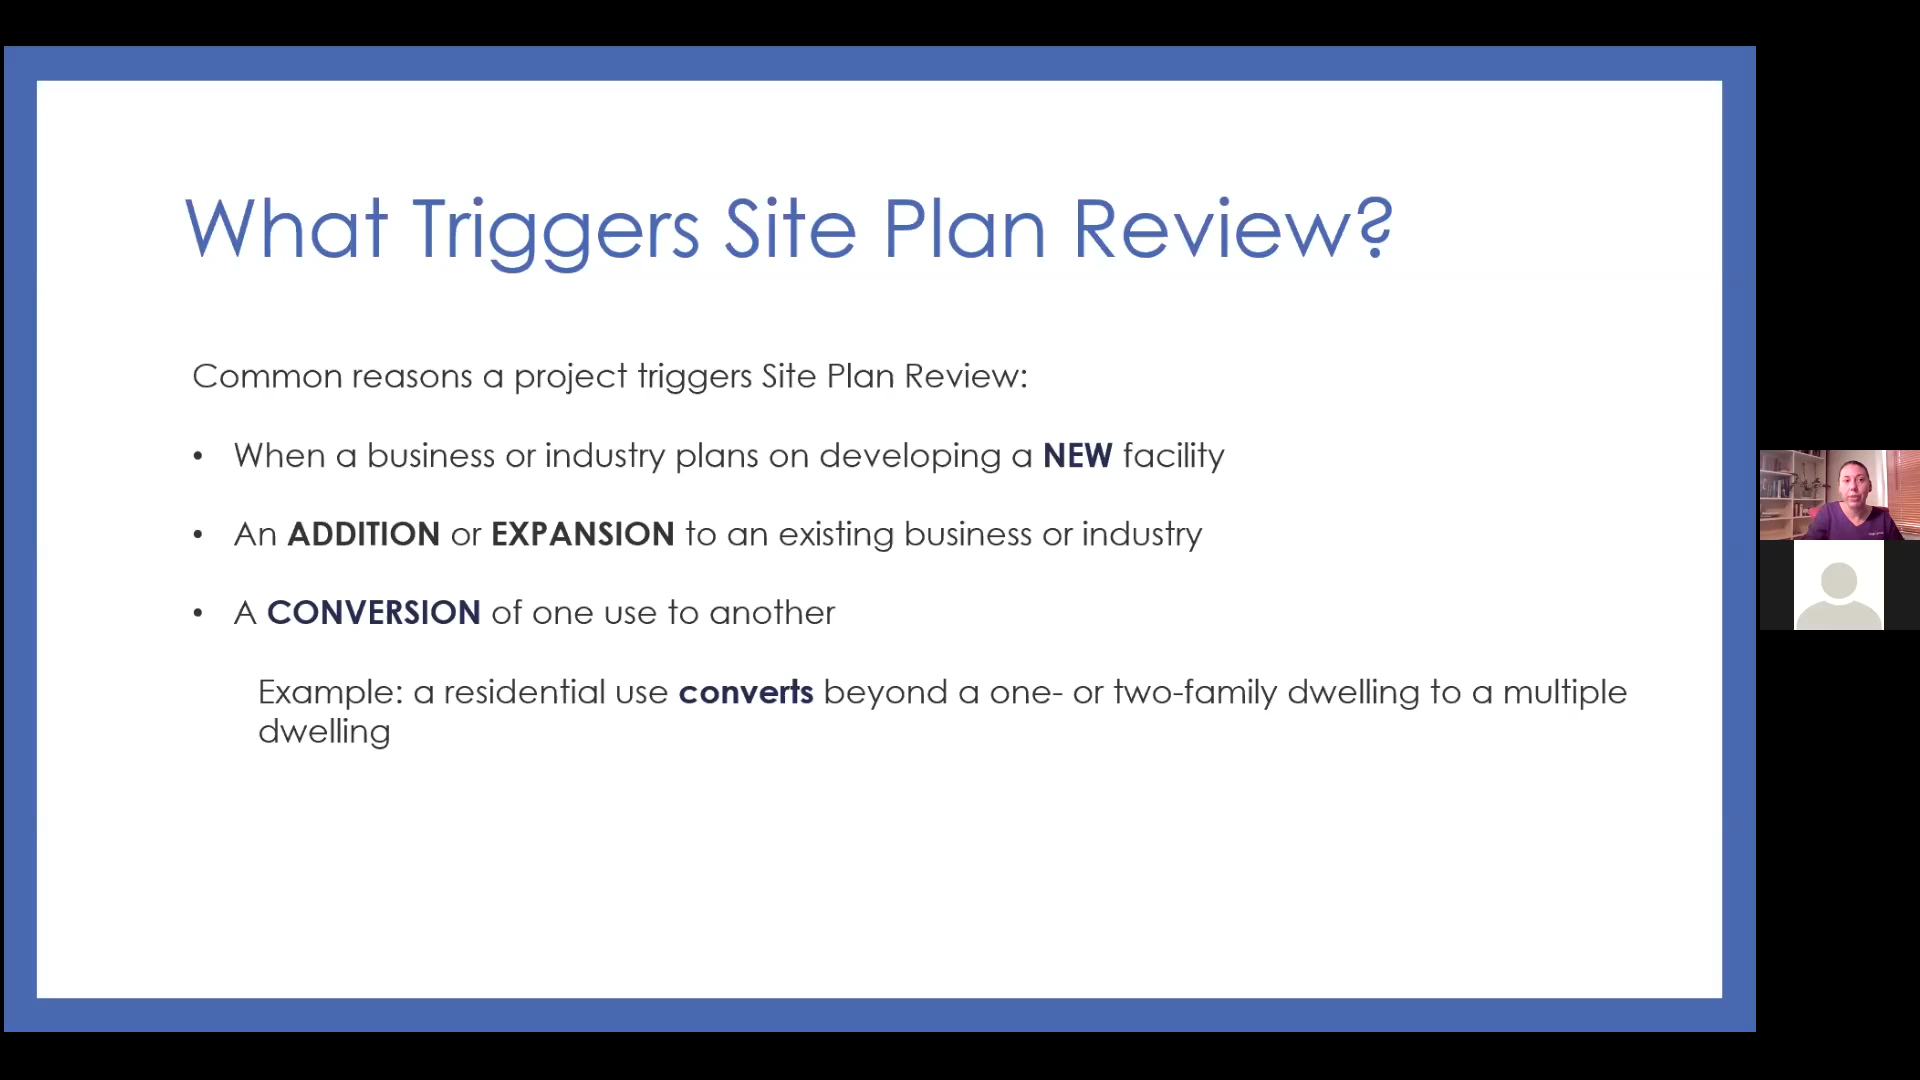 What Triggers Site Plan Review?
Common reasons a project triggers Site Plan Review:
• When a business or industry plans on developing a NEW facility
• An ADDITION or EXPANSION to an existing business or industry
• A CONVERSION of one use to another
Example: a residential use converts beyond a one- or two-family dwelling to a multiple
dwelling